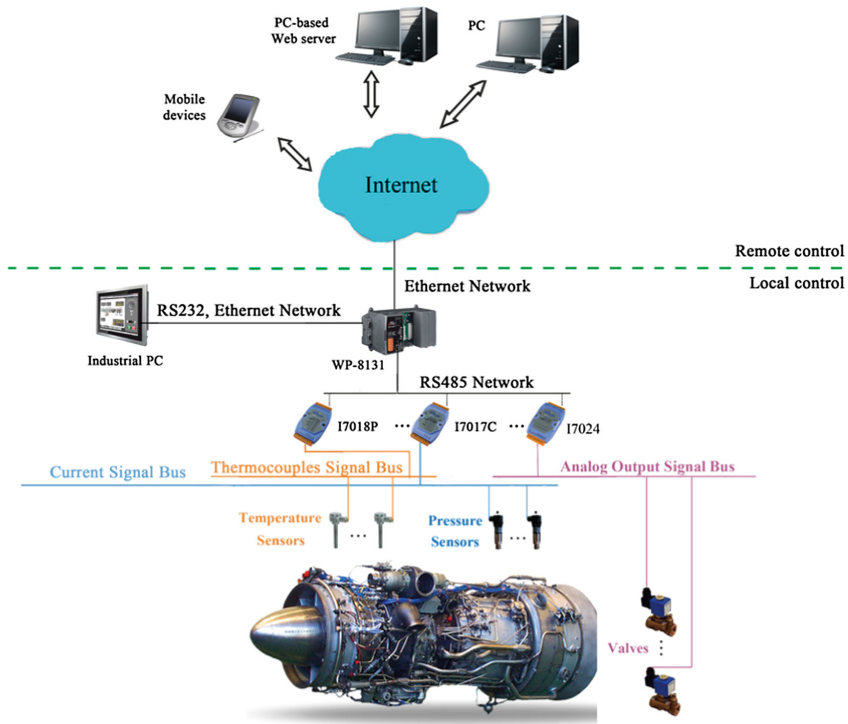 PC-based
Web server
PC
Mobile
devices
Internet
Remote control
Local control
Ethernet Network
RS232, Ethernet Network
Industrial PC
WP-8131
RS485 Network
I7018P
...
I7017C
...
I7024
Current Signal Bus
Thermocouples Signal Bus
Analog Output Signal Bus
Temperature
Sensors
...
Pressure
Sensors
...
Valves